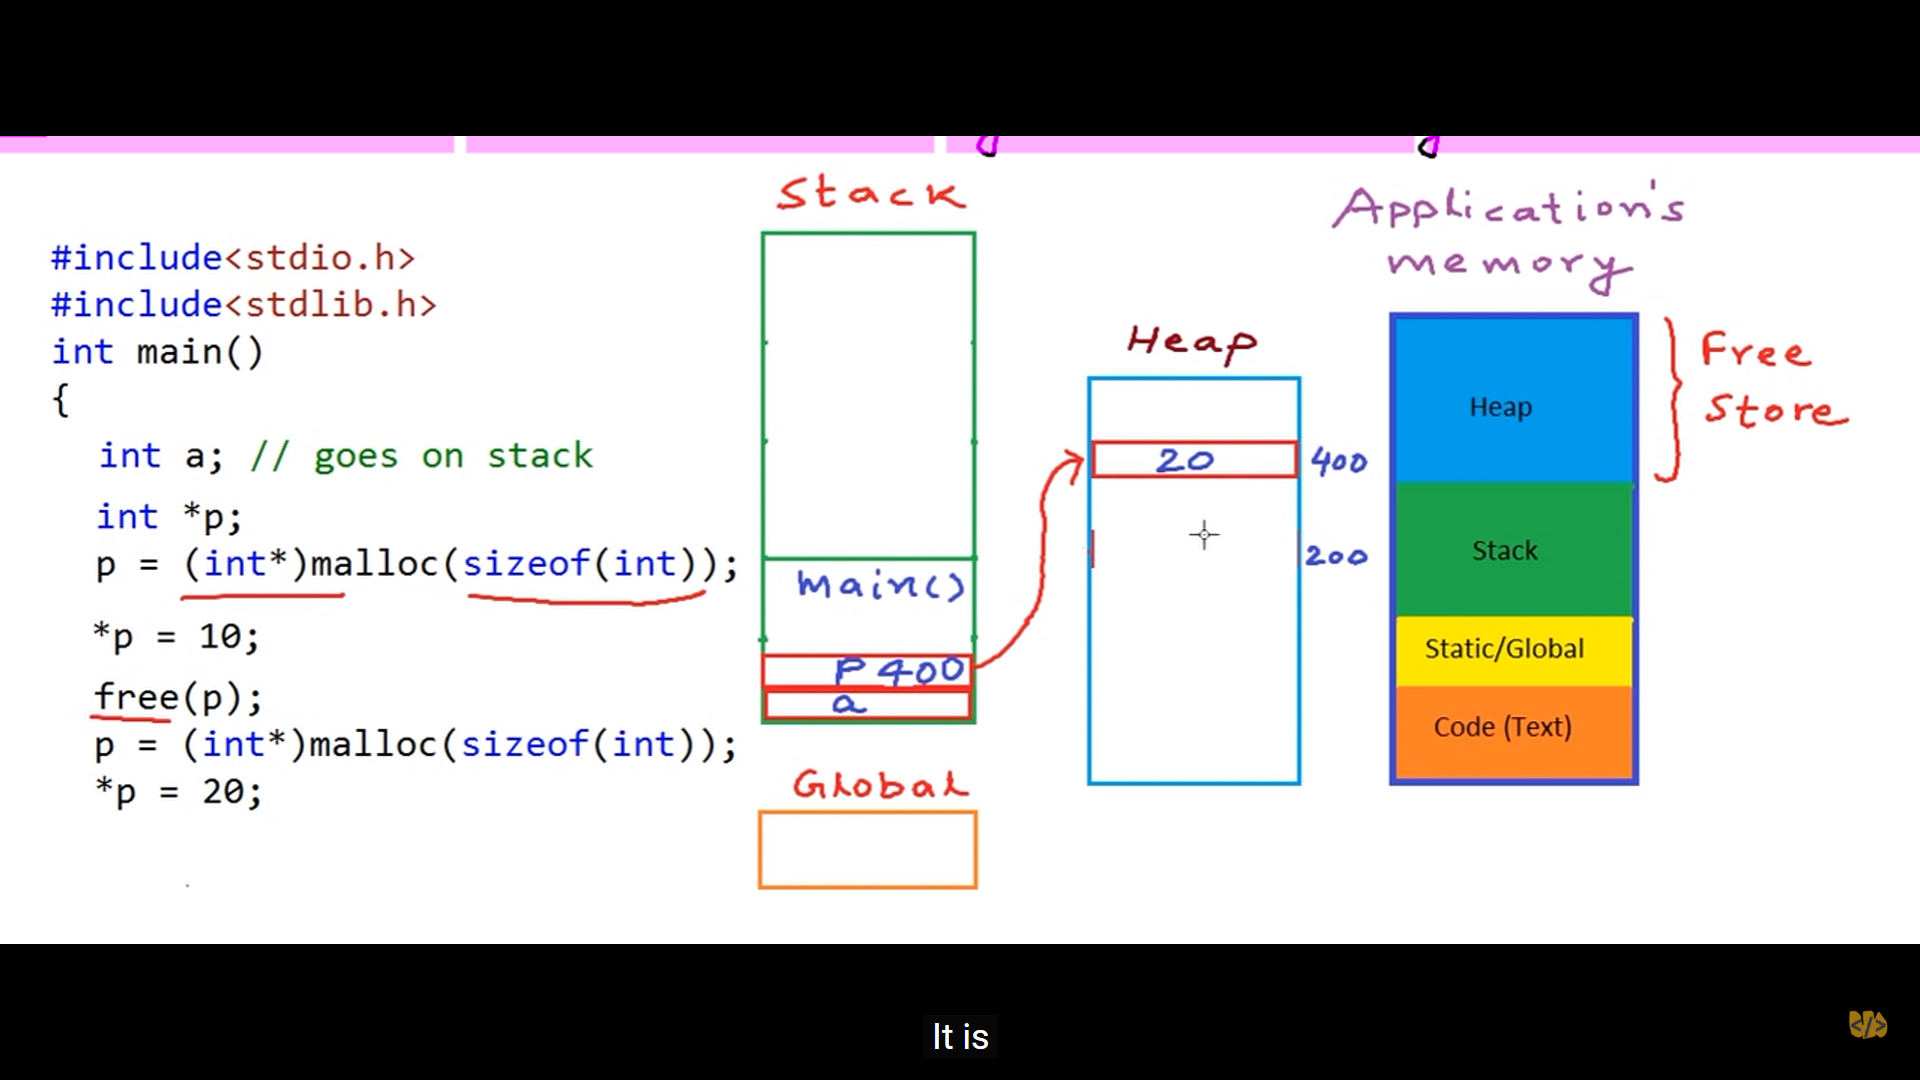 #include<stdio.h>
#include<stdlib.h>
int main()
{
int a; // goes on stack
int *p;
p = (int*)malloc(sizeof(int));
*p = 10;
free(p);
p = (int*)malloc(sizeof(int));
*p = 20;
Stack
main()
P 400
a
Global
Heap
20 400
200
Application's
memory
Heap
Stack
Static/Global
Code (Text)
Free
Store
It is